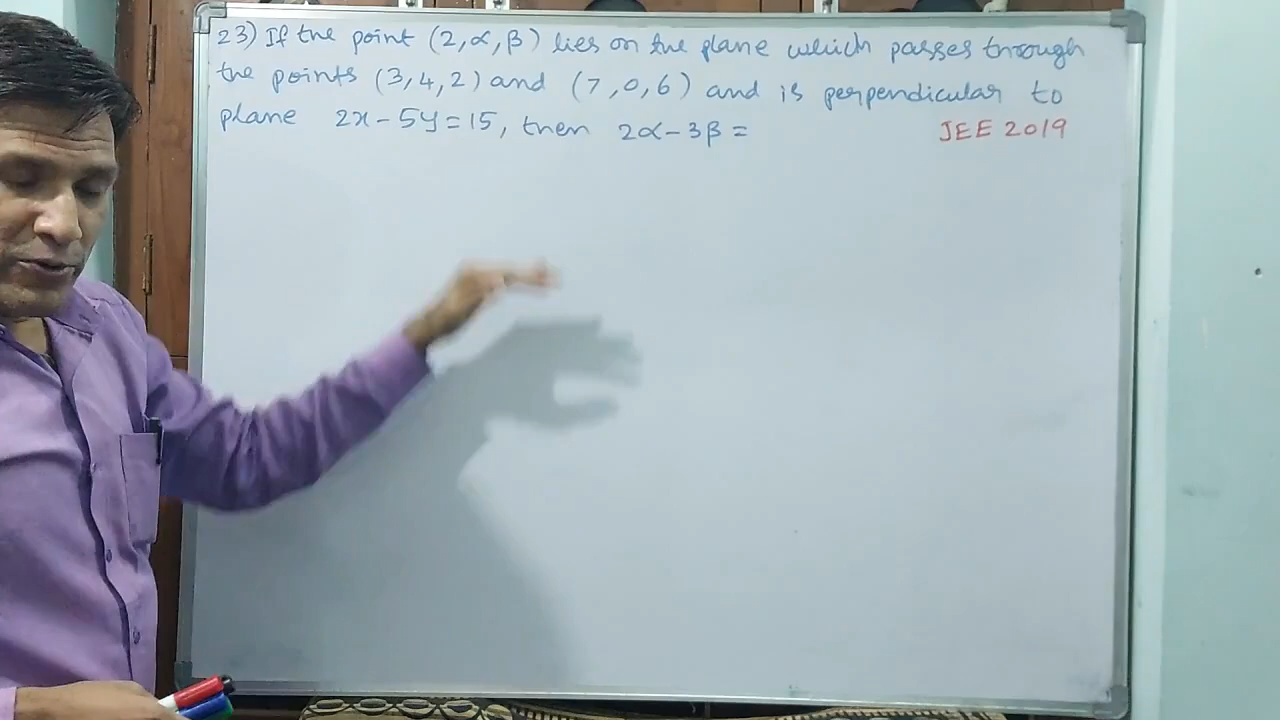 23) If the point (2,α,β) lies on the plane which passes through
the points (3,4,2) and (7,0,6) and is perpendicular to
plane 2x-5y=15, then 2α-3β= JEE 2019